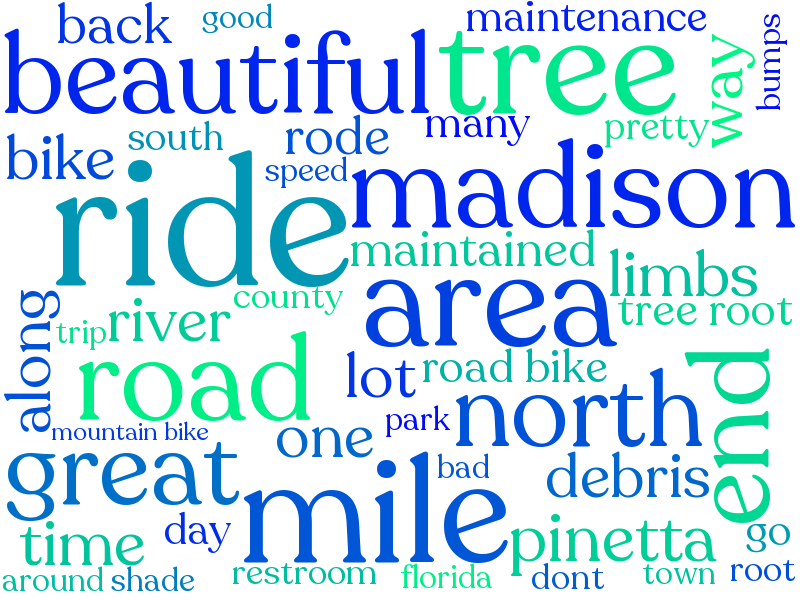 back
good
maintenance
beautiful
tree
way
bumps
bike
south
rode
many
pretty
speed
ride
madison
maintained
limbs
along
county
area
tree root
trip
river
road
lot
road bike
end
mountain bike
one
park
north
great
mile
bad
debris
time
day
pinetta
go
around
shade
restroom
florida
dont
town
root